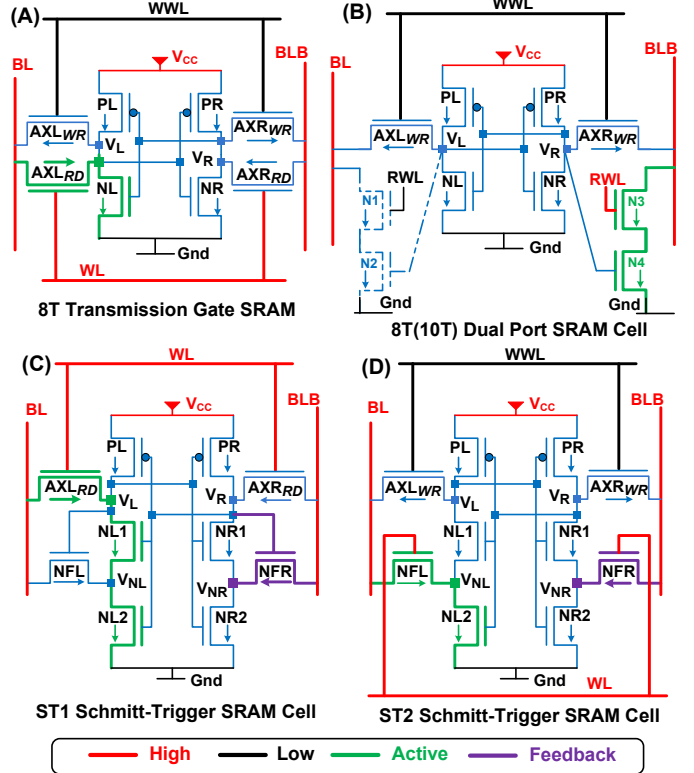 (A)
WWL
BL
BLB
VCC
PL
PR
AXLWR
AXRWR
VL
VR
AXLRD
AXRRD
NL
NR
Gnd
WL
8T Transmission Gate SRAM
(B)
WWL
BL
BLB
VCC
PL
PR
AXLWR
AXRWR
VL
VR
NL
NR
RWL
RWL
N1
N3
N2
N4
Gnd
Gnd
Gnd
8T(10T) Dual Port SRAM Cell
(C)
WL
BL
BLB
VCC
PL
PR
AXLRD
AXRRD
VL
VR
NL1
NR1
NFL
NFR
VNL
VNR
NL2
NR2
Gnd
ST1 Schmitt-Trigger SRAM Cell
(D)
WWL
BL
BLB
VCC
PL
PR
AXLWR
AXRWR
VL
VR
NL1
NR1
NFL
NFR
VNL
VNR
NL2
NR2
Gnd
WL
ST2 Schmitt-Trigger SRAM Cell
High Low Active Feedback